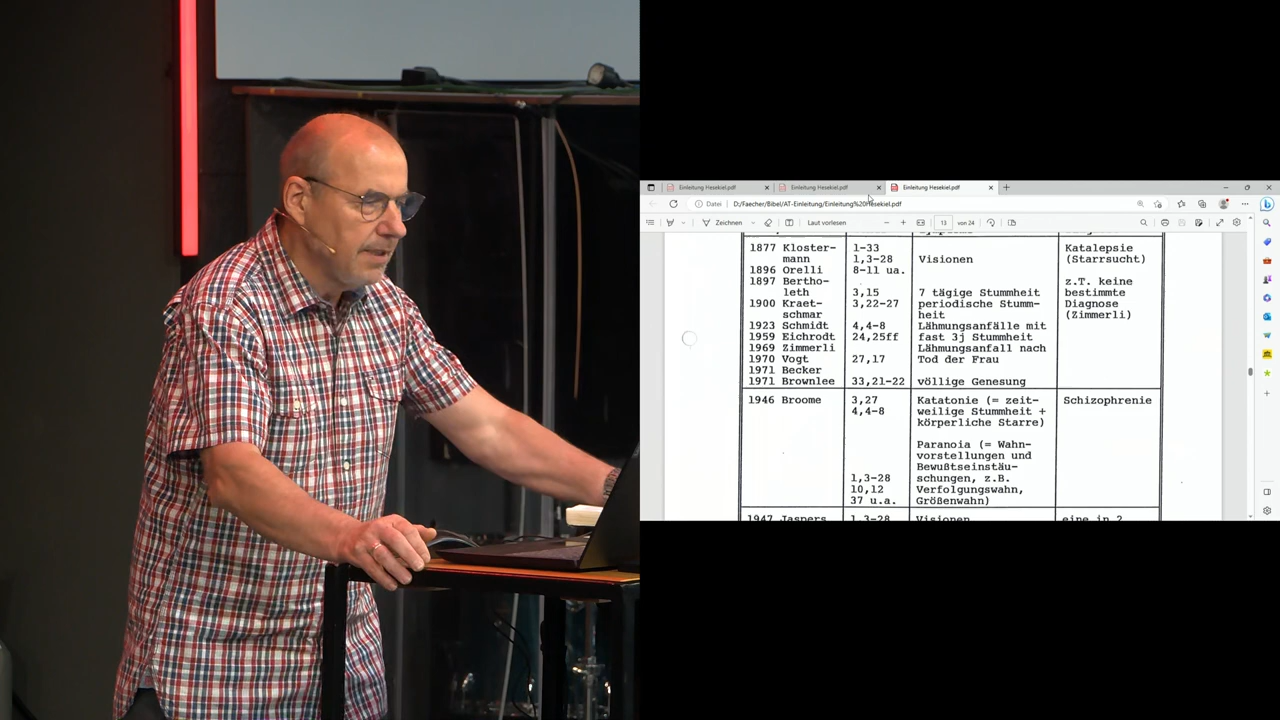 Einleitung Hesekiel.pdf
Einleitung Hesekiel.pdf
Einleitung Hesekiel.pdf
Datei
D:/Faecher/Bibel/AT-Einleitung/Einleitung%20Hesekiel.pdf
Zeichnen
Laut vorlesen
13 von 24
1877 Kloster- 1-33 Katalepsie
mann 1,3-28 Visionen (Starrsucht)
1896 Orelli 8-11 ua.
1897 Bertho- z.T. keine
leth 3,15 7 tägige Stummheit bestimmte
1900 Kraet- 3,22-27 periodische Stumm- Diagnose
schmar heit (Zimmerli)
1923 Schmidt 4,4-8 Lähmungsanfälle mit
1959 Eichrodt 24,25ff fast 3j Stummheit
1969 Zimmerli Lähmungsanfall nach
1970 Vogt 27,17 Tod der Frau
1971 Becker
1971 Brownlee 33,21-22 völlige Genesung
1946 Broome 3,27 Katatonie (= zeit- Schizophrenie
4,4-8 weilige Stummheit +
körperliche Starre)
Paranoia (= Wahn-
vorstellungen und
Bewußtseinstäu-
1,3-28 schungen, z.B.
10,12 Verfolgungswahn,
37 u.a. Größenwahn)
1947 Jaspers 1,3-28 Visionen eine in 2